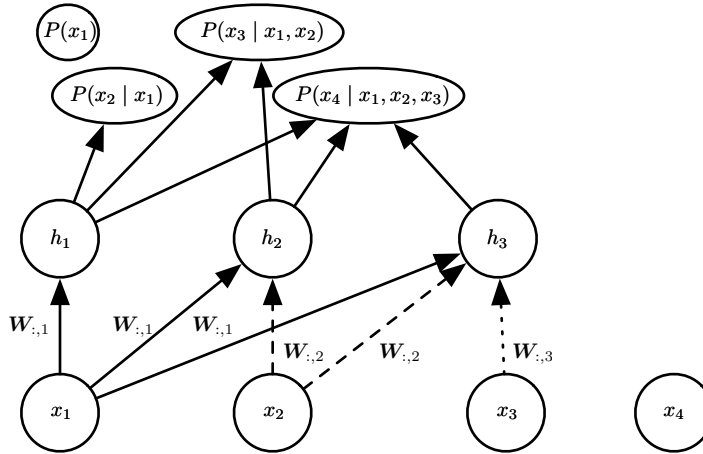 P(x₁)
P(x₃ | x₁, x₂)
P(x₂ | x₁)
P(x₄ | x₁, x₂, x₃)
h₁
h₂
h₃
W:,₁
W:,₁
W:,₁
W:,₂
W:,₂
W:,₃
x₁
x₂
x₃
x₄